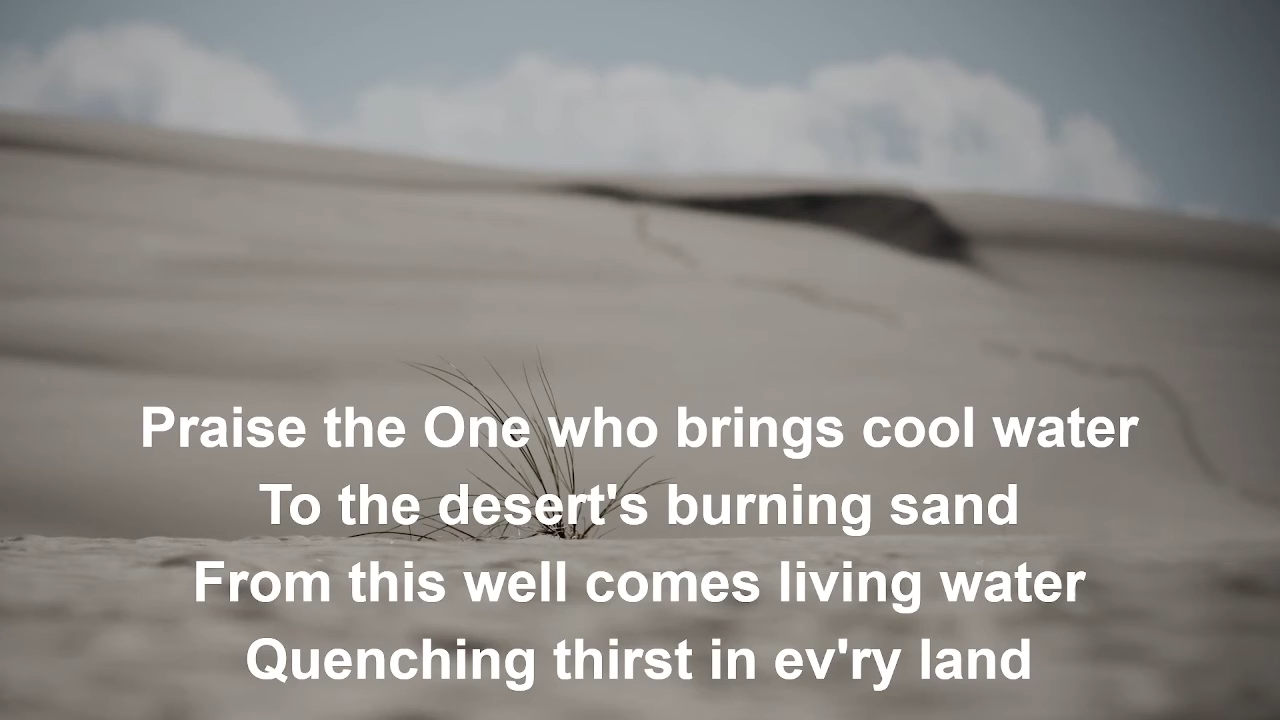 Praise the One who brings cool water
To the desert's burning sand
From this well comes living water
Quenching thirst in ev'ry land